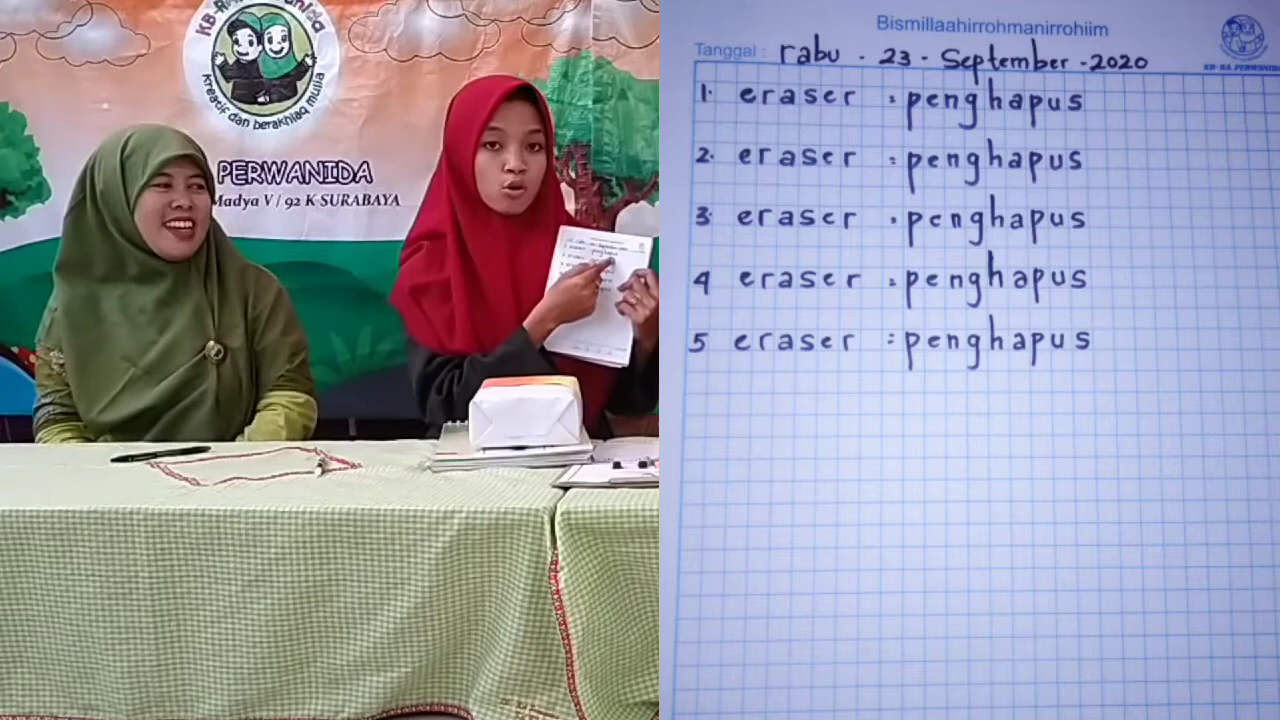 KB-RA
kreatif dan berakhlaq mulia
PERWANIDA
Madya V / 92 K SURABAYA
Bismillaahirrohmanirrohiim
Tanggal : rabu - 23 - September - 2020
KB-RA. PERWANIDA
1. eraser : penghapus
2. eraser : penghapus
3. eraser : penghapus
4 eraser : penghapus
5 eraser : penghapus